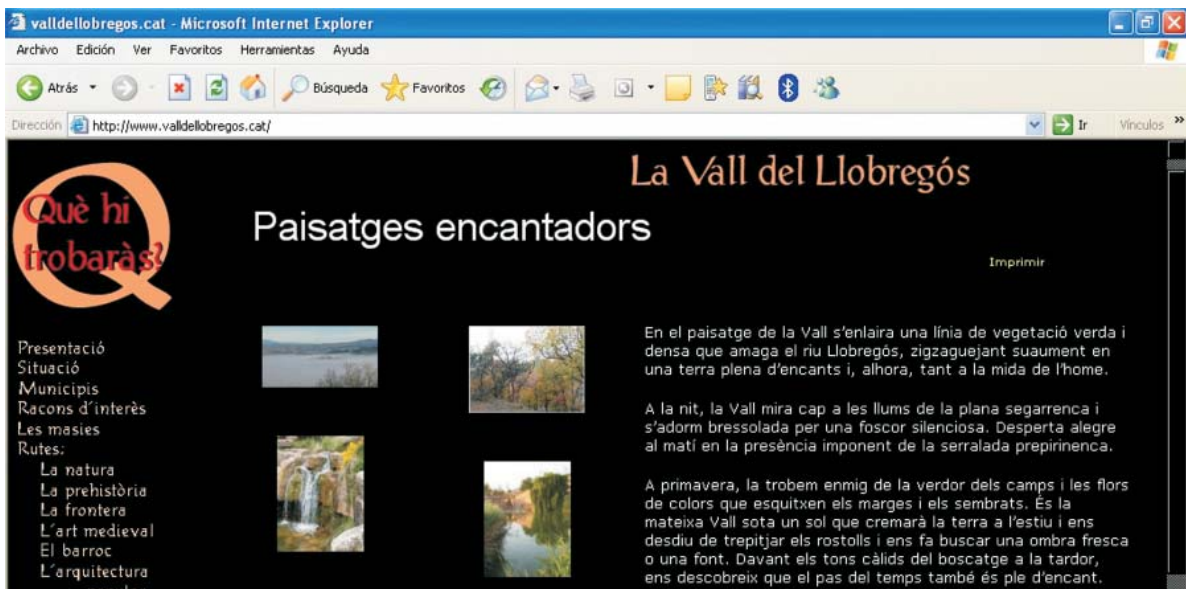 valldellobregos.cat - Microsoft Internet Explorer
Archivo Edición Ver Favoritos Herramientas Ayuda
Atrás Búsqueda Favoritos
Dirección http://www.valldellobregos.cat/ Ir Vínculos »
La Vall del Llobregós
Què hi
trobaràs?
Paisatges encantadors
Imprimir
Presentació
Situació
Municipis
Racons d´interès
Les masies
Rutes:
La natura
La prehistòria
La frontera
L´art medieval
El barroc
L´arquitectura
En el paisatge de la Vall s'enlaira una línia de vegetació verda i
densa que amaga el riu Llobregós, zigzaguejant suaument en
una terra plena d'encants i, alhora, tant a la mida de l'home.
A la nit, la Vall mira cap a les llums de la plana segarrenca i
s'adorm bressolada per una foscor silenciosa. Desperta alegre
al matí en la presència imponent de la serralada prepirinenca.
A primavera, la trobem enmig de la verdor dels camps i les flors
de colors que esquitxen els marges i els sembrats. És la
mateixa Vall sota un sol que cremarà la terra a l'estiu i ens
desdiu de trepitjar els rostolls i ens fa buscar una ombra fresca
o una font. Davant els tons càlids del boscatge a la tardor,
ens descobreix que el pas del temps també és ple d'encant.